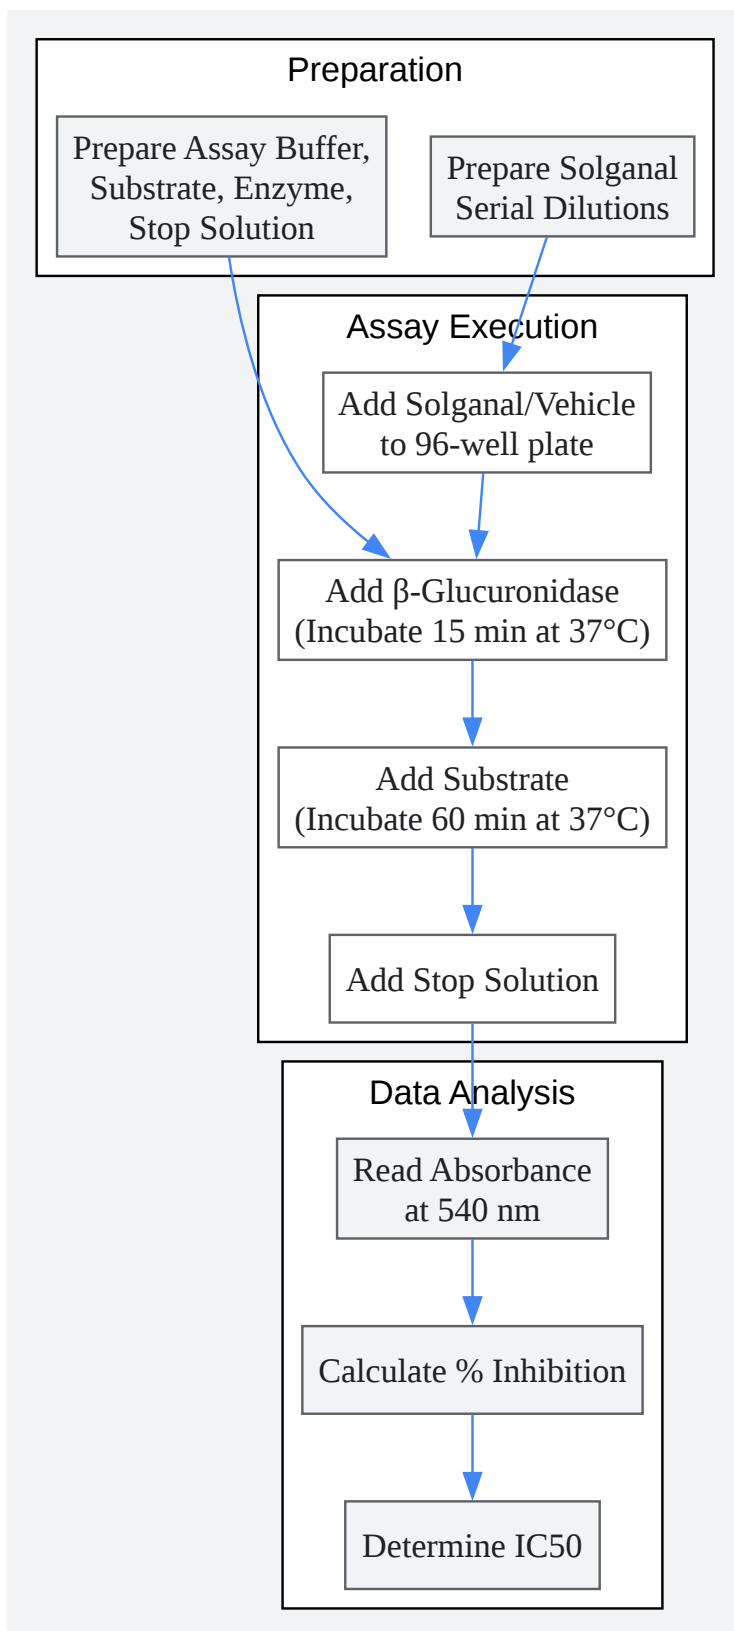 Preparation
Prepare Assay Buffer,
Substrate, Enzyme,
Stop Solution
Prepare Solganal
Serial Dilutions
Assay Execution
Add Solganal/Vehicle
to 96-well plate
Add β-Glucuronidase
(Incubate 15 min at 37°C)
Add Substrate
(Incubate 60 min at 37°C)
Add Stop Solution
Data Analysis
Read Absorbance
at 540 nm
Calculate % Inhibition
Determine IC50